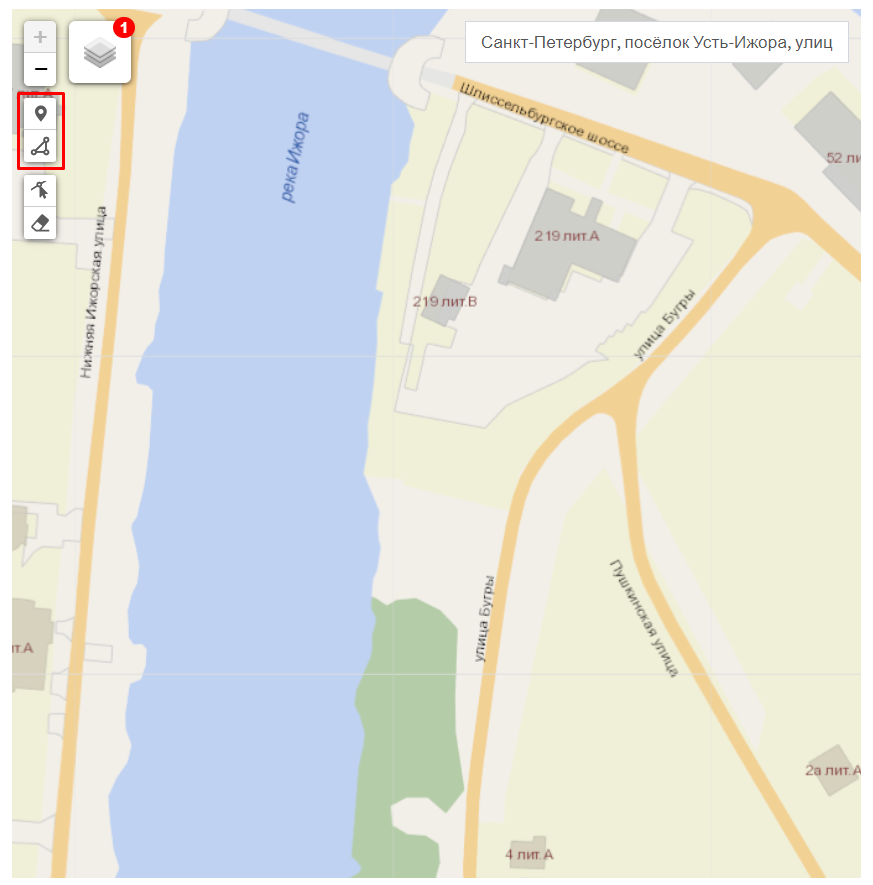 +
1
−
Санкт-Петербург, посёлок Усть-Ижора, улиц
Шлиссельбургское шоссе
река Ижора
52 ли
Нижняя Ижорская улица
219 лит.А
219 лит.В
улица Бугры
улица Бугры
Пушкинская улица
лит.А
2а лит.А
4 лит.А